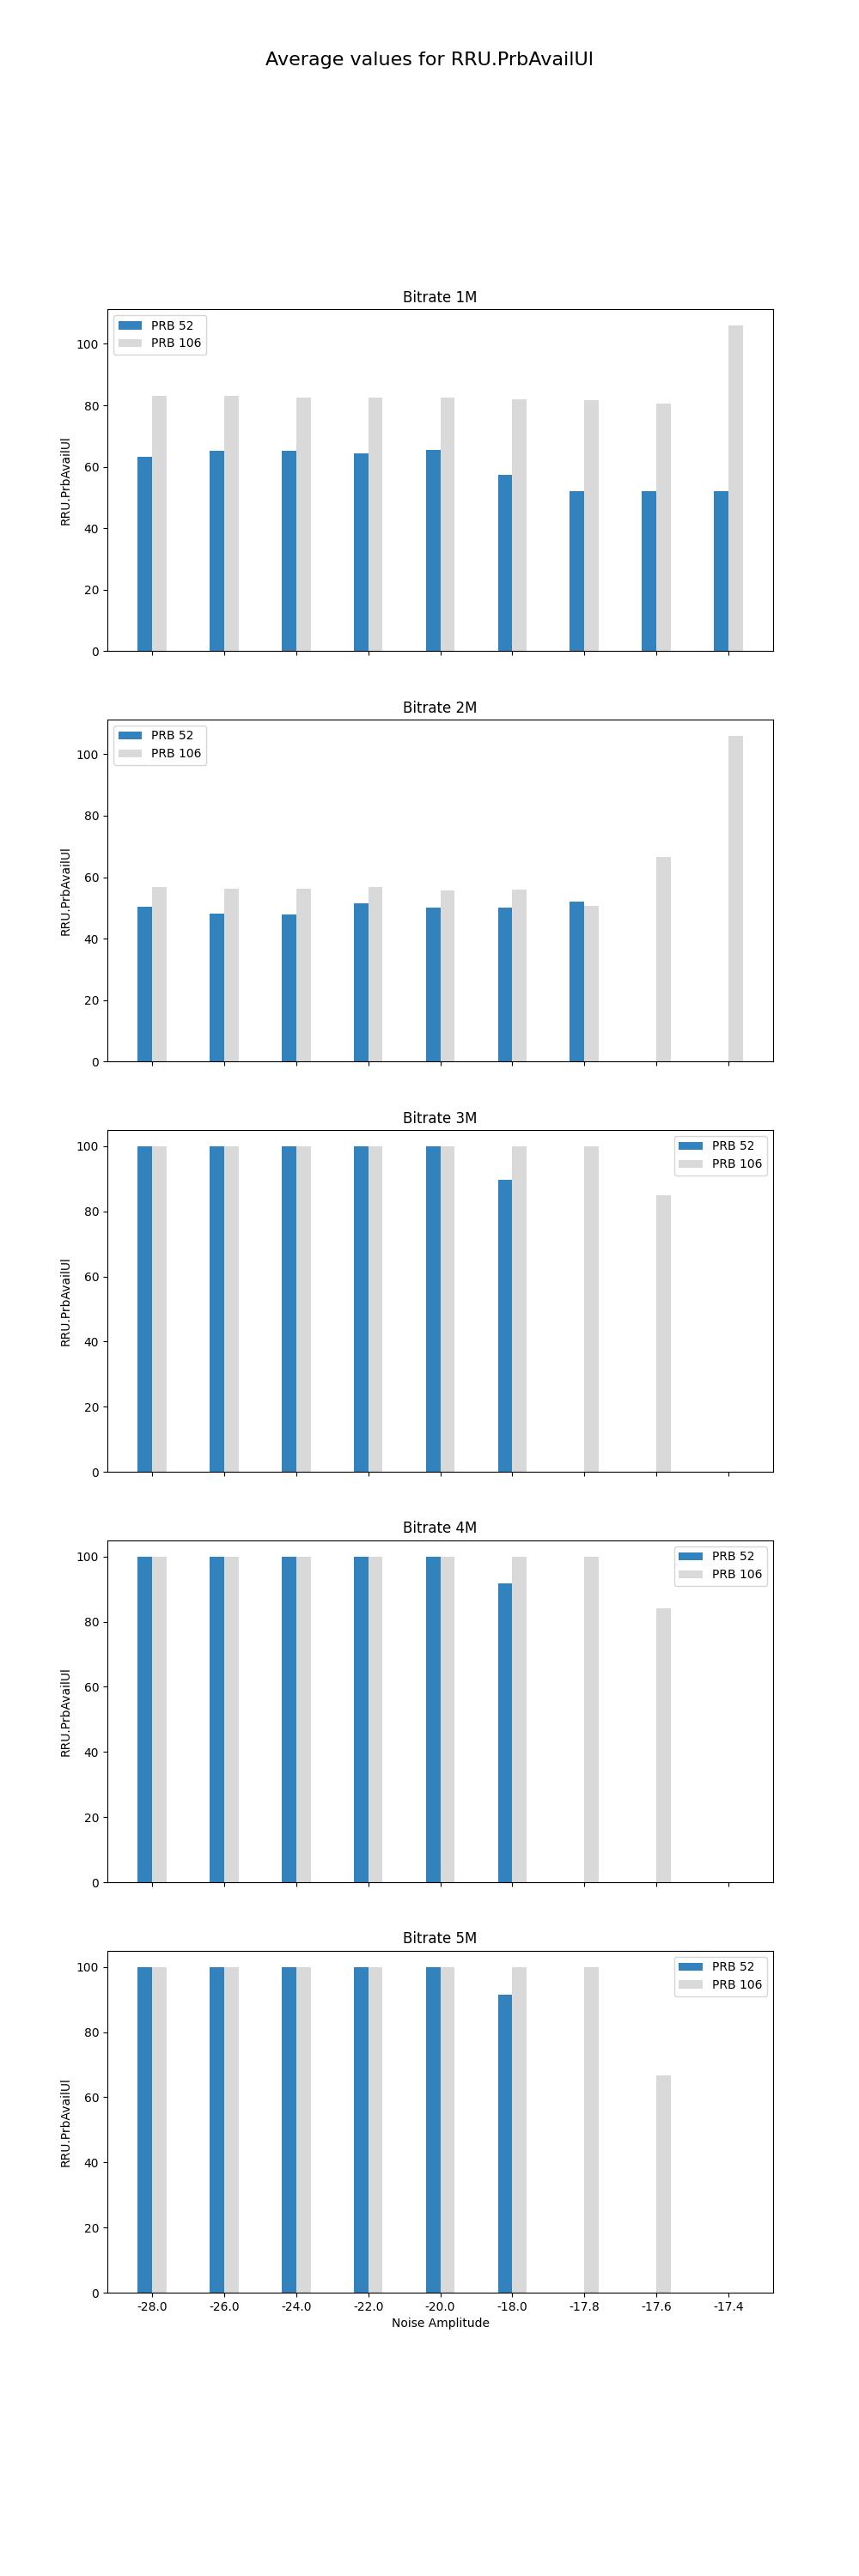 Average values for RRU.PrbAvailUl
Bitrate 1M
PRB 52
PRB 106
100
80
60
40
20
0
RRU.PrbAvailUl
Bitrate 2M
PRB 52
PRB 106
100
80
60
40
20
0
RRU.PrbAvailUl
Bitrate 3M
PRB 52
PRB 106
100
80
60
40
20
0
RRU.PrbAvailUl
Bitrate 4M
PRB 52
PRB 106
100
80
60
40
20
0
RRU.PrbAvailUl
Bitrate 5M
PRB 52
PRB 106
100
80
60
40
20
0
RRU.PrbAvailUl
-28.0 -26.0 -24.0 -22.0 -20.0 -18.0 -17.8 -17.6 -17.4
Noise Amplitude